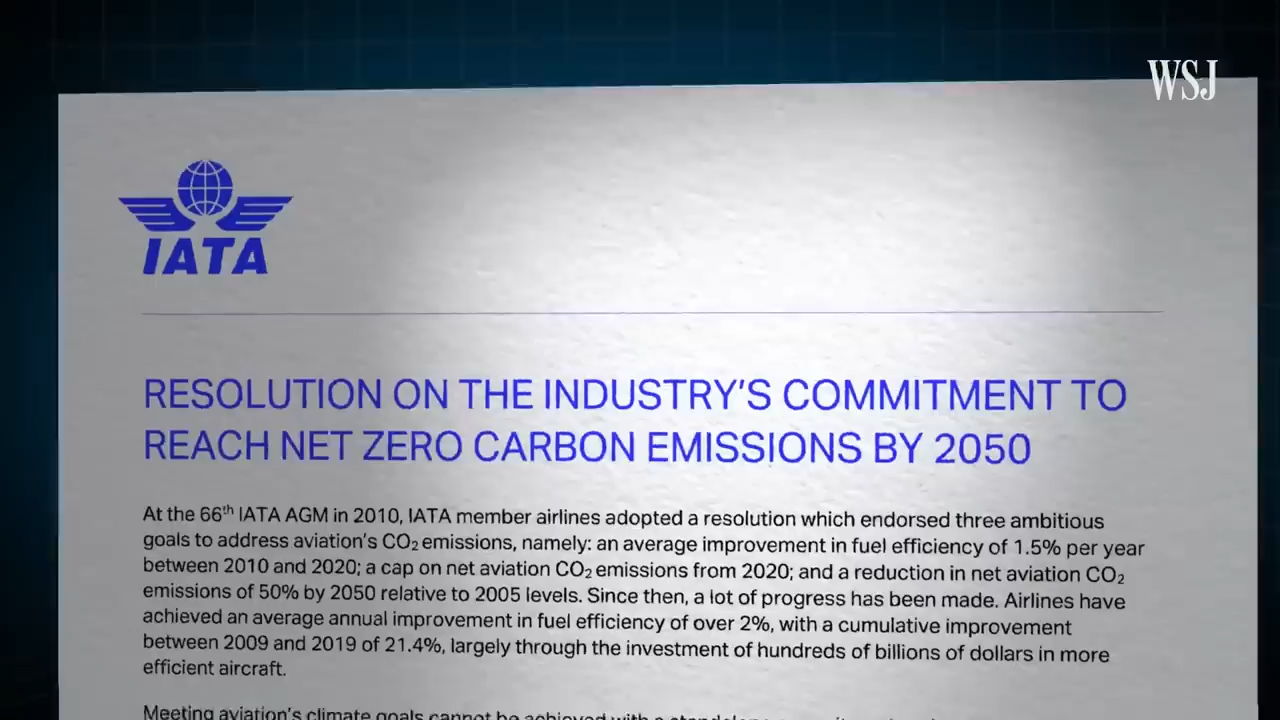 WSJ
IATA
RESOLUTION ON THE INDUSTRY'S COMMITMENT TO
REACH NET ZERO CARBON EMISSIONS BY 2050
At the 66th IATA AGM in 2010, IATA member airlines adopted a resolution which endorsed three ambitious
goals to address aviation's CO₂ emissions, namely: an average improvement in fuel efficiency of 1.5% per year
between 2010 and 2020; a cap on net aviation CO₂ emissions from 2020; and a reduction in net aviation CO₂
emissions of 50% by 2050 relative to 2005 levels. Since then, a lot of progress has been made. Airlines have
achieved an average annual improvement in fuel efficiency of over 2%, with a cumulative improvement
between 2009 and 2019 of 21.4%, largely through the investment of hundreds of billions of dollars in more
efficient aircraft.
Meeting aviation's climate goals cannot be achieved with a